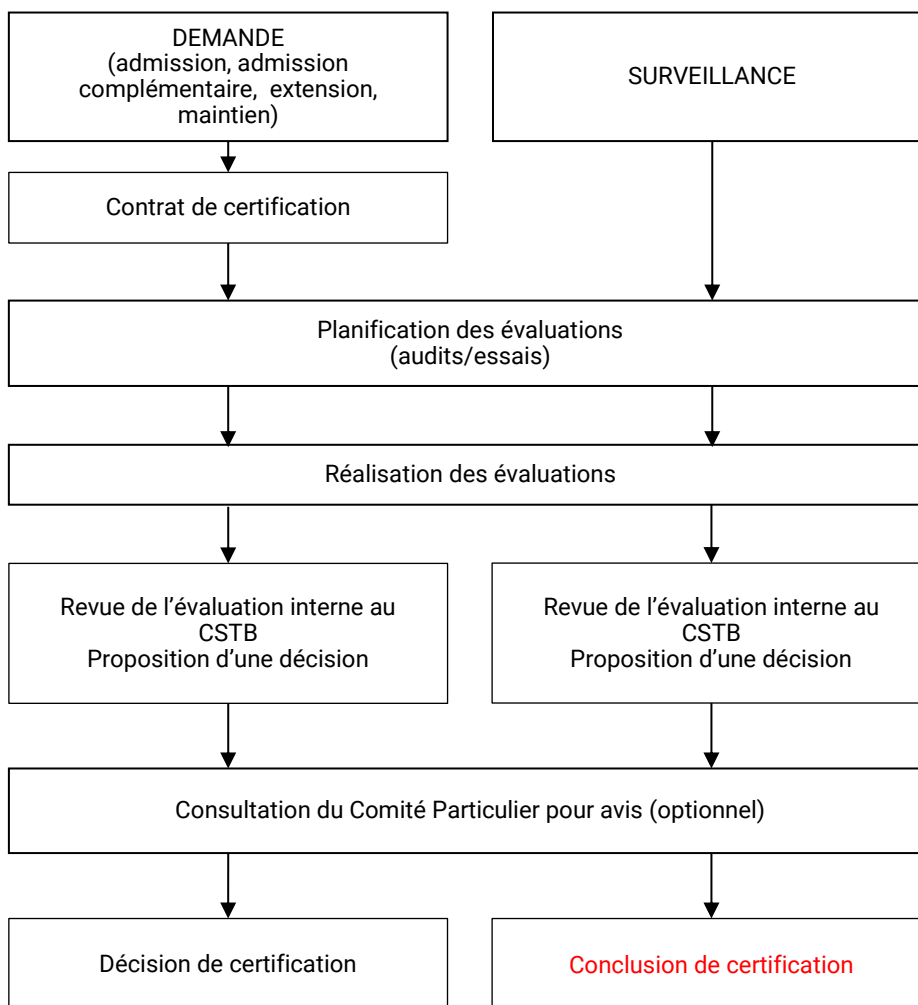 DEMANDE
(admission, admission
complémentaire, extension,
maintien)
SURVEILLANCE
Contrat de certification
Planification des évaluations
(audits/essais)
Réalisation des évaluations
Revue de l’évaluation interne au
CSTB
Proposition d’une décision
Revue de l’évaluation interne au
CSTB
Proposition d’une décision
Consultation du Comité Particulier pour avis (optionnel)
Décision de certification
Conclusion de certification